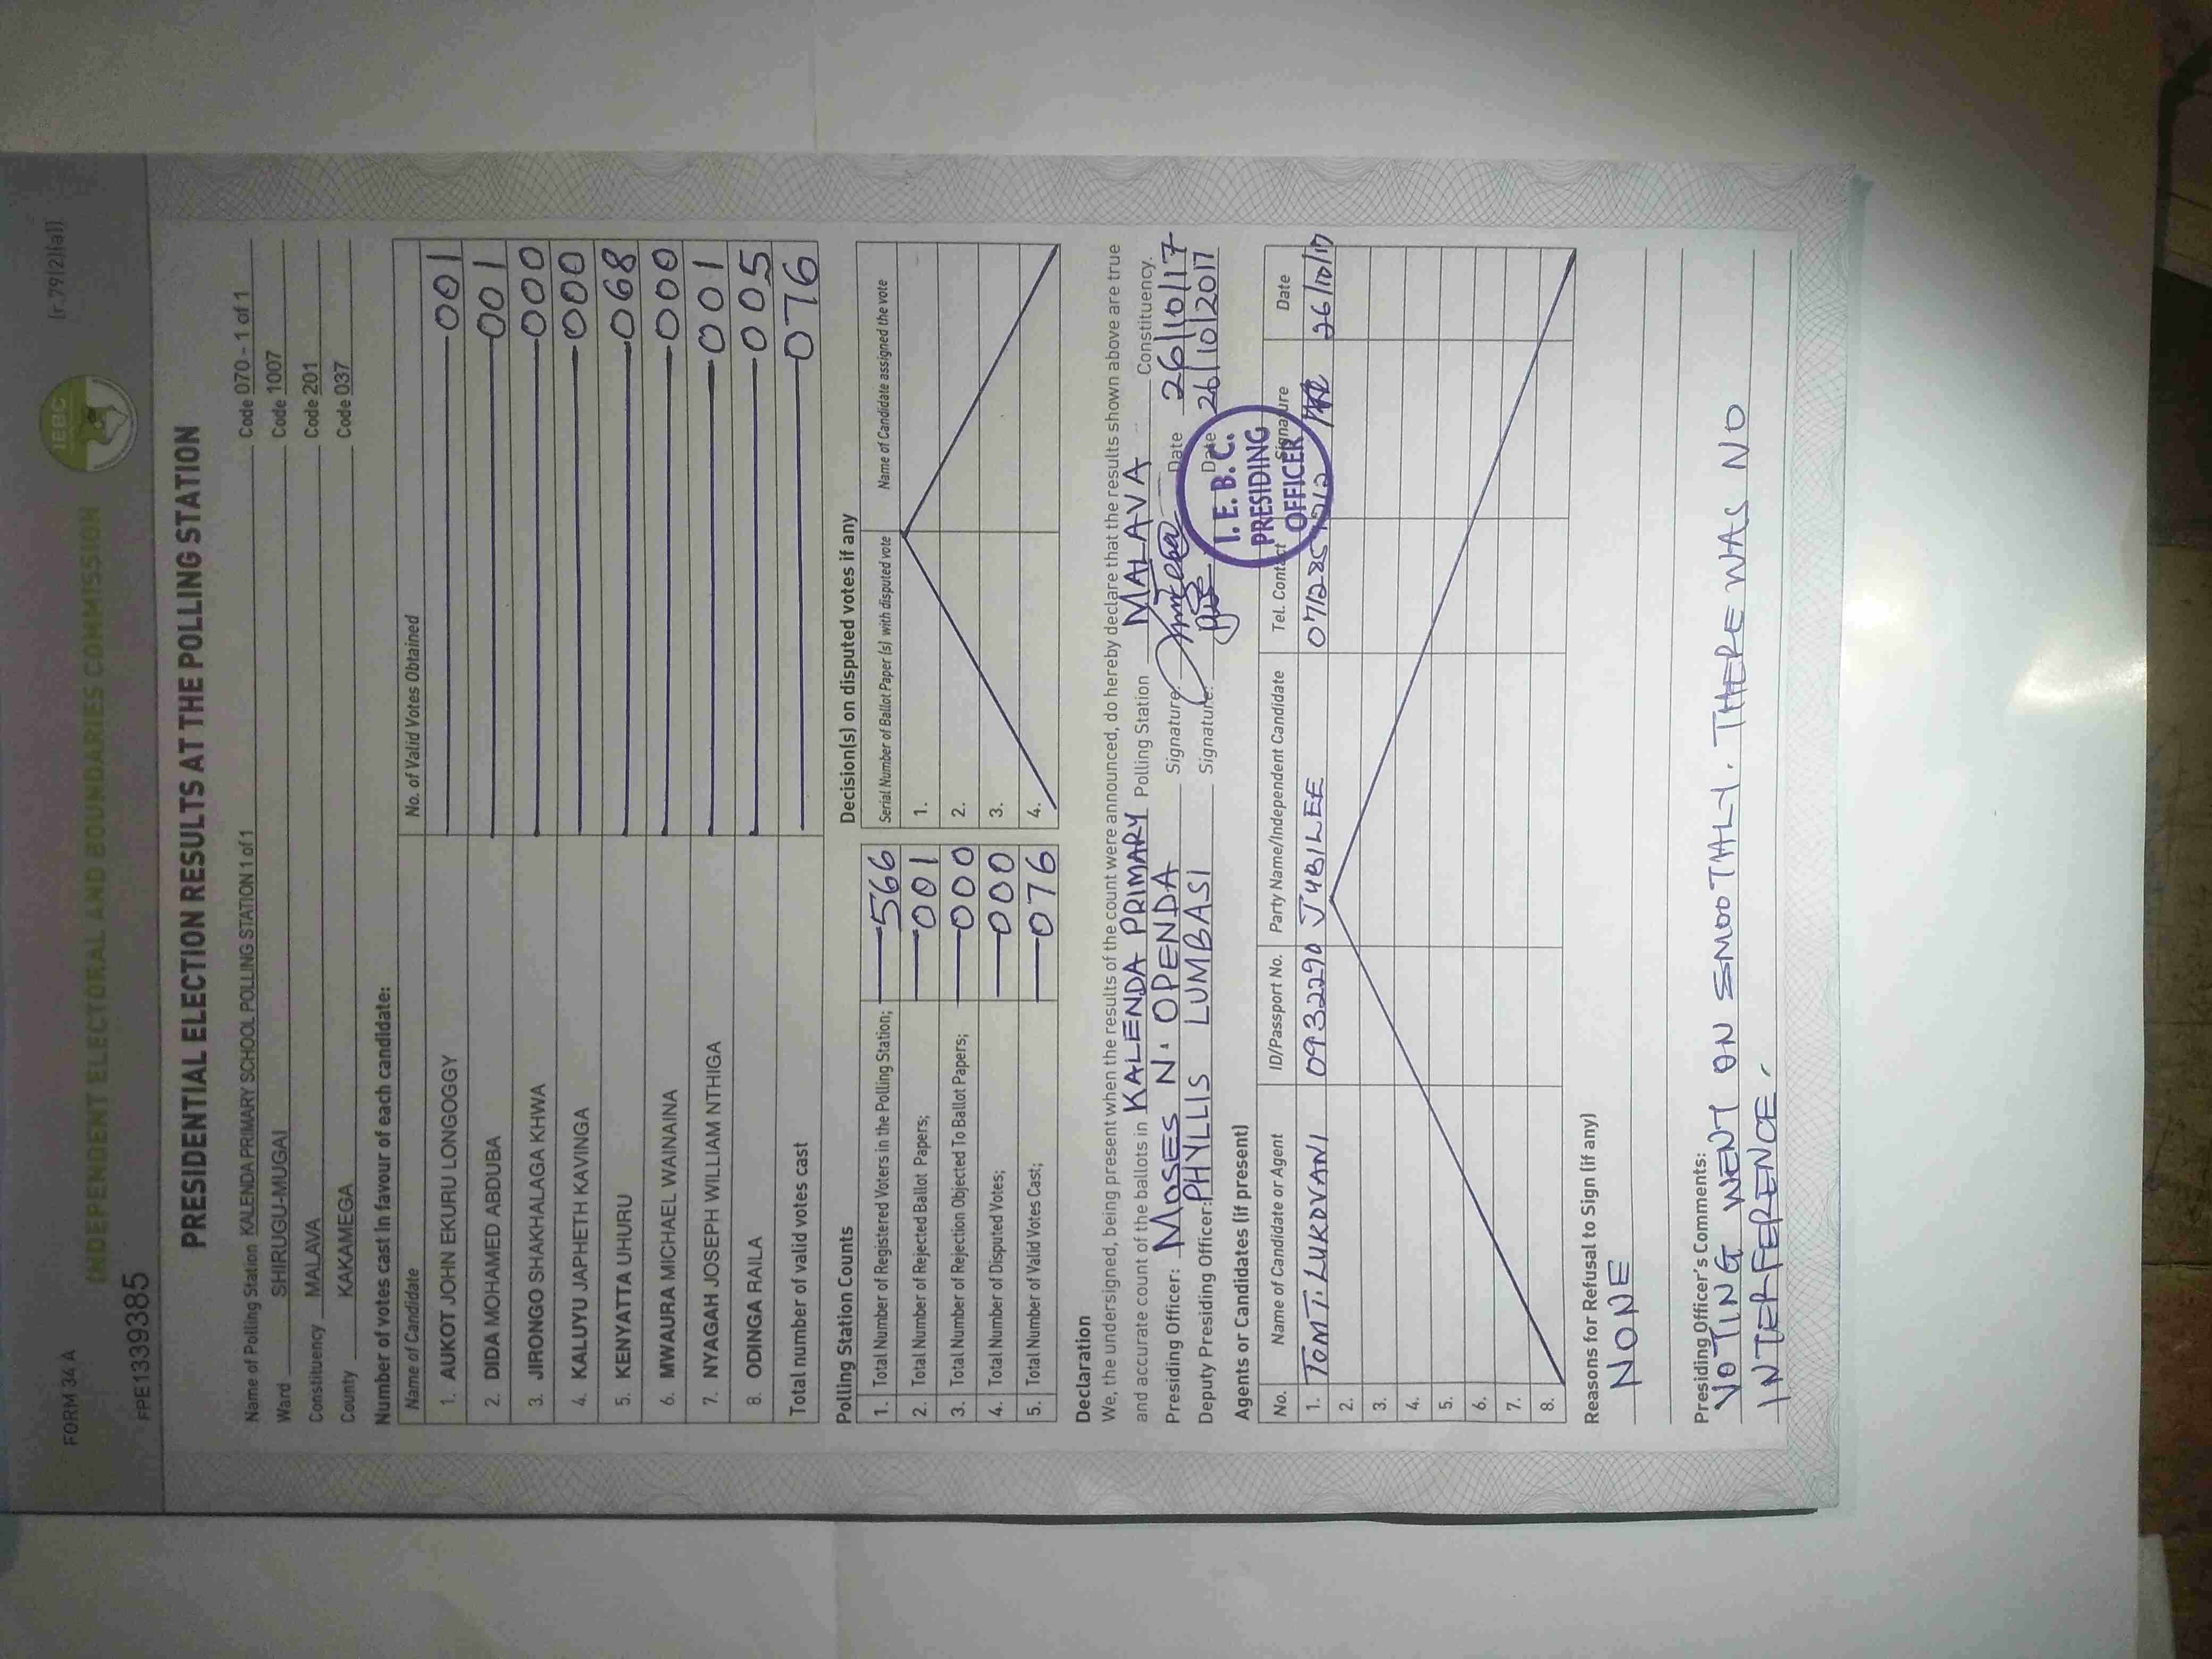 FORM 34 A
[r.79(2)(a)]
IEBC
INDEPENDENT ELECTORAL AND BOUNDARIES COMMISSION
FPE1339385
PRESIDENTIAL ELECTION RESULTS AT THE POLLING STATION
Name of Polling Station KALENDA PRIMARY SCHOOL POLLING STATION 1 of 1 Code 070 - 1 of 1
Ward SHIRUGU-MUGAI Code 1007
Constituency MALAVA Code 201
County KAKAMEGA Code 037
Number of votes cast in favour of each candidate:
Name of Candidate No. of Valid Votes Obtained
1. AUKOT JOHN EKURU LONGOGGY 001
2. DIDA MOHAMED ABDUBA 001
3. JIRONGO SHAKHALAGA KHWA 000
4. KALUYU JAPHETH KAVINGA 000
5. KENYATTA UHURU 068
6. MWAURA MICHAEL WAINAINA 000
7. NYAGAH JOSEPH WILLIAM NTHIGA 001
8. ODINGA RAILA 005
Total number of valid votes cast 076
Polling Station Counts
1. Total Number of Registered Voters in the Polling Station; 566
2. Total Number of Rejected Ballot Papers; 001
3. Total Number of Rejection Objected To Ballot Papers; 000
4. Total Number of Disputed Votes; 000
5. Total Number of Valid Votes Cast; 076
Decision(s) on disputed votes if any
Serial Number of Ballot Paper (s) with disputed vote Name of Candidate assigned the vote
1.
2.
3.
4.
Declaration
We, the undersigned, being present when the results of the count were announced, do hereby declare that the results shown above are true
and accurate count of the ballots in KALENDA PRIMARY Polling Station MALAVA Constituency.
Presiding Officer: MOSES N. OPENDA Signature: Date 26/10/17
Deputy Presiding Officer: PHYLLIS LUMBASI Signature: Date 26/10/2017
I.E.B.C.
PRESIDING
OFFICER
Agents or Candidates (if present)
No. Name of Candidate or Agent ID/Passport No. Party Name/Independent Candidate Tel. Contact Signature Date
1. TOM T. LUKOVANI 09322290 JUBILEE 26/10/17
2.
3.
4.
5.
6.
7.
8.
Reasons for Refusal to Sign (if any)
NONE
Presiding Officer's Comments:
VOTING WENT ON SMOOTHLY. THERE WAS NO
INTERFERENCE.